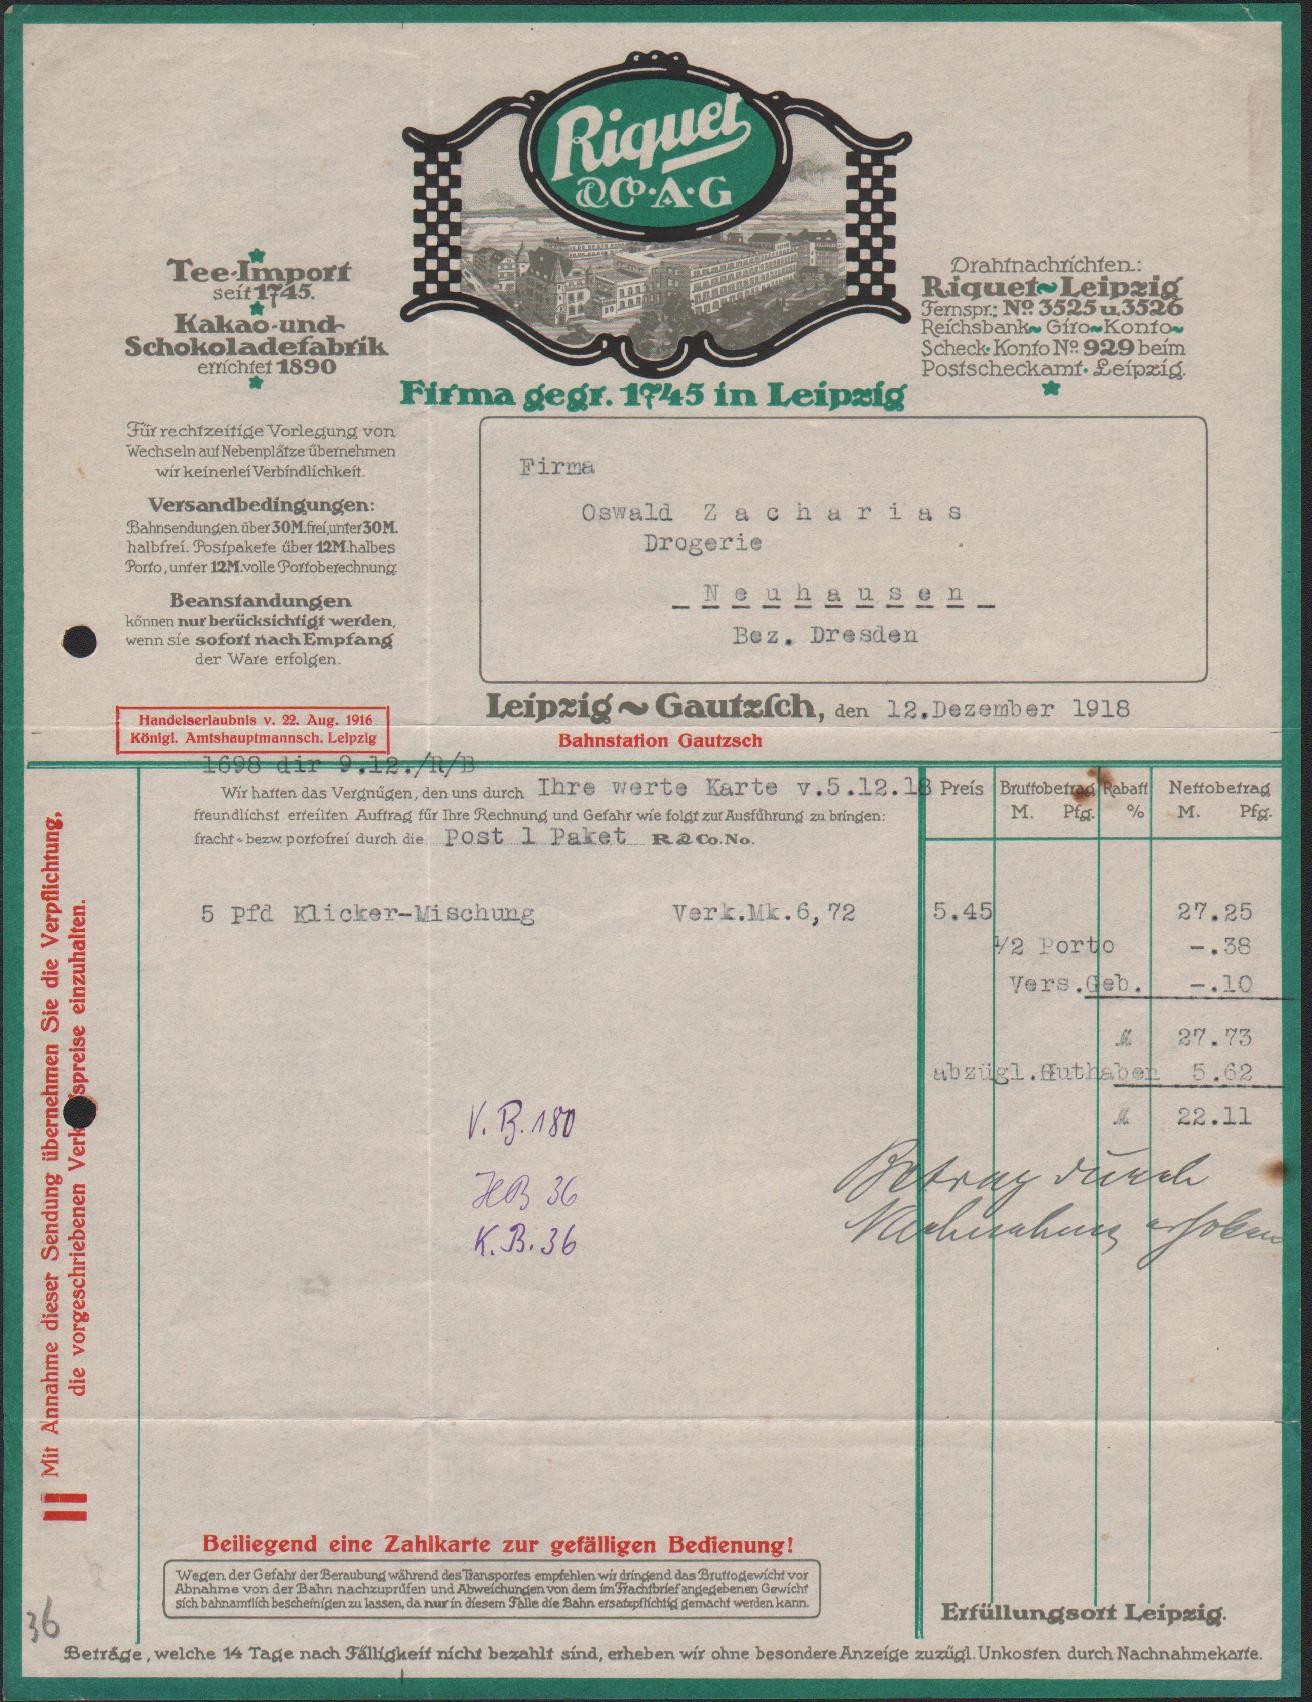 Riquet
& Co. A. G
Tee-Import
seit 1745.
Kakao-und-
Schokoladefabrik
errichtet 1890
Drahtnachrichten:
Riquet~Leipzig
Fernspr.: No. 3525 u. 3526
Reichsbank~Giro~Konto~
Scheck-Konto No. 929 beim
Postscheckamt-Leipzig.
Firma gegr. 1745 in Leipzig
Für rechtzeitige Vorlegung von
Wechseln auf Nebenplätze übernehmen
wir keinerlei Verbindlichkeit.
Versandbedingungen:
Bahnsendungen über 30M. frei, unter 30M.
halbfrei. Postpakete über 12M. halbes
Porto, unter 12M. volle Portoberechnung
Beanstandungen
können nur berücksichtigt werden,
wenn sie sofort nach Empfang
der Ware erfolgen.
Firma
Oswald Zacharias
Drogerie
Neuhausen
Bez. Dresden
Leipzig~Gautzsch, den 12.Dezember 1918
Bahnstation Gautzsch
Handelserlaubnis v. 22. Aug. 1916
Königl. Amtshauptmannsch. Leipzig
1698 dir 9.12./R/B
Wir hatten das Vergnügen, den uns durch Ihre werte Karte v.5.12.18
freundlichst erteilten Auftrag für Ihre Rechnung und Gefahr wie folgt zur Ausführung zu bringen:
fracht- bezw. portofrei durch die Post 1 Paket R. & Co. No.
Preis Bruttobetrag Rabatt Nettobetrag
M. Pfg. % M. Pfg.
5 Pfd Klicker-Mischung Verk.Mk.6,72 5.45 27.25
1/2 Porto -.38
Vers.Geb. -.10
M. 27.73
abzügl.Guthaben 5.62
M. 22.11
V. B. 180
HB 36
K. B. 36
Betrag durch
Nachnahme erhoben
Mit Annahme dieser Sendung übernehmen Sie die Verpflichtung,
die vorgeschriebenen Verkaufspreise einzuhalten.
Beiliegend eine Zahlkarte zur gefälligen Bedienung!
Wegen der Gefahr der Beraubung während des Transportes empfehlen wir dringend das Bruttogewicht vor
Abnahme von der Bahn nachzuprüfen und Abweichungen von dem im Frachtbrief angegebenen Gewicht
sich bahnamtlich bescheinigen zu lassen, da nur in diesem Falle die Bahn ersatzpflichtig gemacht werden kann.
Erfüllungsort Leipzig.
36
Beträge, welche 14 Tage nach Fälligkeit nicht bezahlt sind, erheben wir ohne besondere Anzeige zuzügl. Unkosten durch Nachnahmekarte.